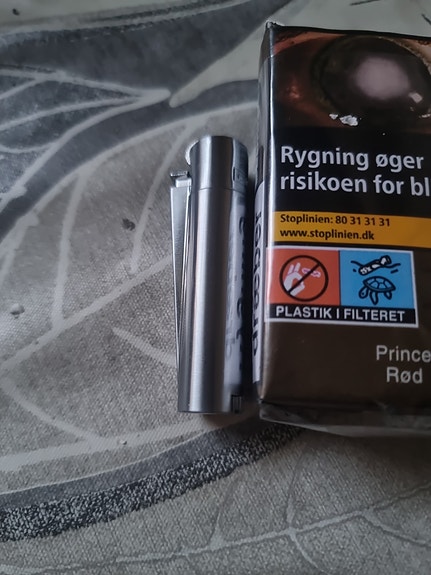 Rygning øger
risikoen for bl
Stoplinien: 80 31 31 31
www.stoplinien.dk
PLASTIK I FILTERET
Prince
Rød